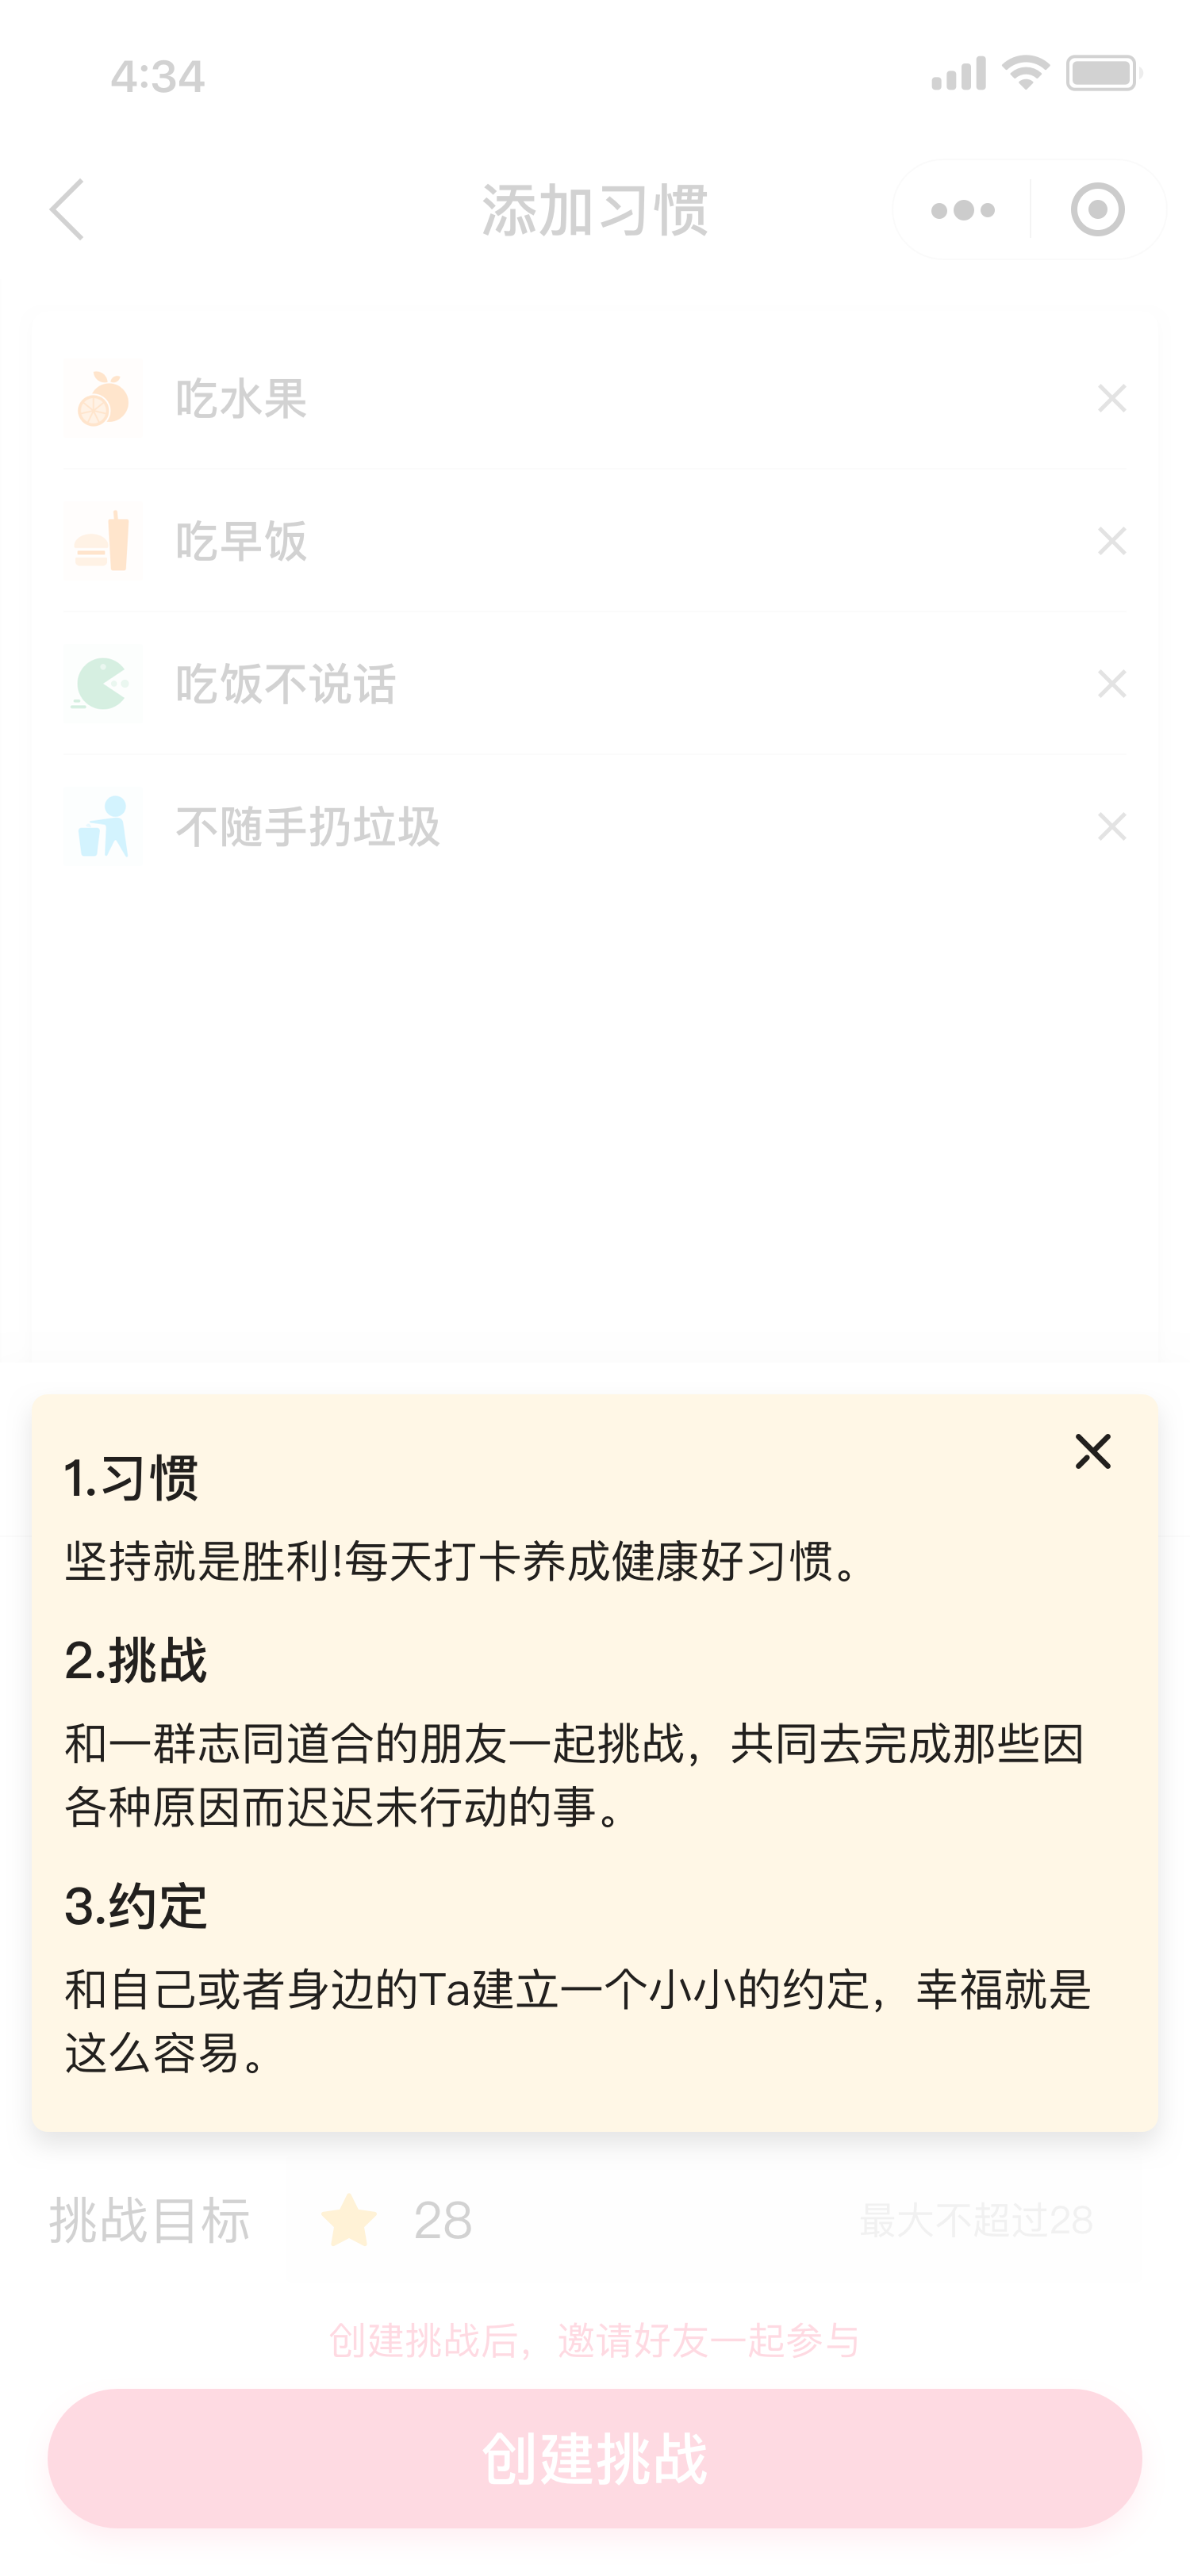 4:34
添加习惯
吃水果
吃早饭
吃饭不说话
不随手扔垃圾
1.习惯
坚持就是胜利!每天打卡养成健康好习惯。
2.挑战
和一群志同道合的朋友一起挑战，共同去完成那些因
各种原因而迟迟未行动的事。
3.约定
和自己或者身边的Ta建立一个小小的约定，幸福就是
这么容易。
挑战目标 28 最大不超过28
创建挑战后，邀请好友一起参与
创建挑战